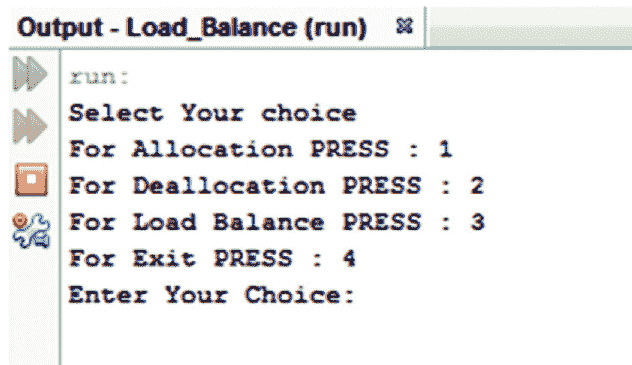 Output - Load_Balance (run)
run:
Select Your choice
For Allocation PRESS : 1
For Deallocation PRESS : 2
For Load Balance PRESS : 3
For Exit PRESS : 4
Enter Your Choice: